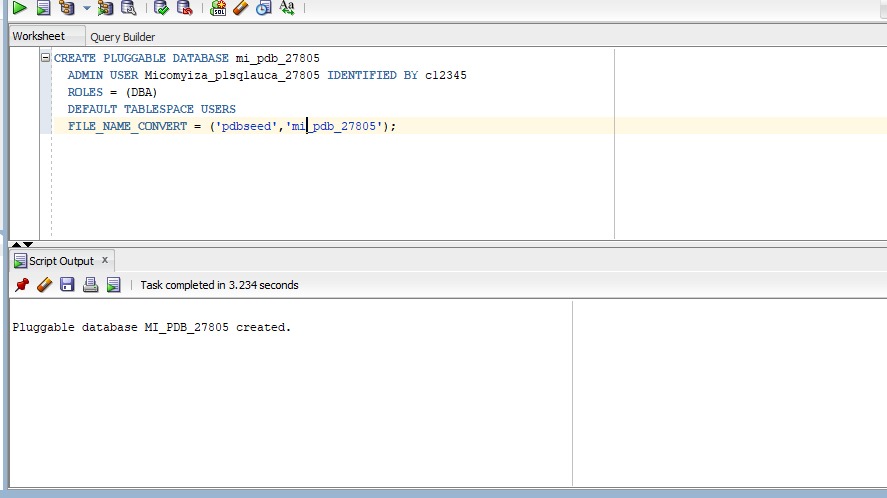 Worksheet
Query Builder
CREATE PLUGGABLE DATABASE mi_pdb_27805
ADMIN USER Micomyiza_plsqlauca_27805 IDENTIFIED BY c12345
ROLES = (DBA)
DEFAULT TABLESPACE USERS
FILE_NAME_CONVERT = ('pdbseed','mi_pdb_27805');
Script Output x
Task completed in 3.234 seconds
Pluggable database MI_PDB_27805 created.